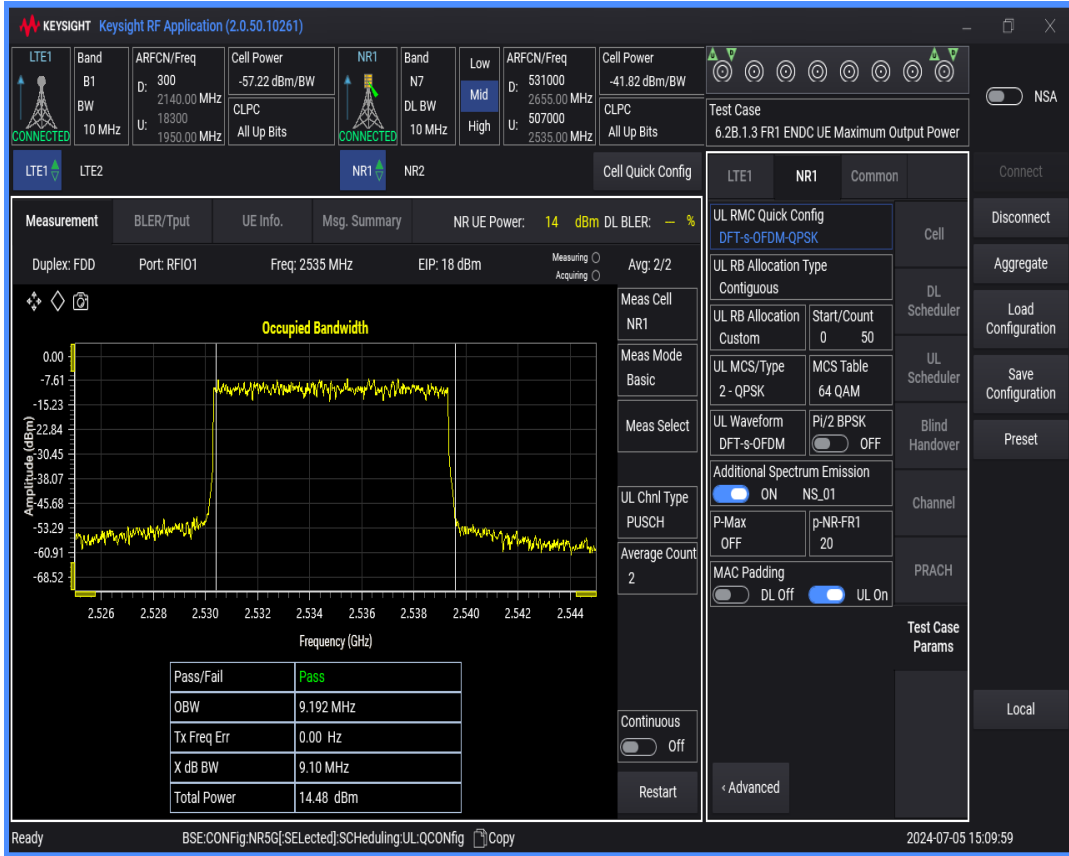 KEYSIGHT Keysight RF Application (2.0.50.10261)
LTE1
CONNECTED
Band
B1
BW
10 MHz
ARFCN/Freq
D: 300
2140.00 MHz
U: 18300
1950.00 MHz
Cell Power
-57.22 dBm/BW
CLPC
All Up Bits
NR1
CONNECTED
Band
N7
DL BW
10 MHz
Low
Mid
High
ARFCN/Freq
D: 531000
2655.00 MHz
U: 507000
2535.00 MHz
Cell Power
-41.82 dBm/BW
CLPC
All Up Bits
Test Case
6.2B.1.3 FR1 ENDC UE Maximum Output Power
NSA
LTE1 LTE2 NR1 NR2 Cell Quick Config
Measurement BLER/Tput UE Info. Msg. Summary NR UE Power: 14 dBm DL BLER: --- %
Duplex: FDD Port: RFIO1 Freq: 2535 MHz EIP: 18 dBm Measuring Acquiring Avg: 2/2
Occupied Bandwidth
Amplitude (dBm)
0.00
-7.61
-15.23
-22.84
-30.45
-38.07
-45.68
-53.29
-60.91
-68.52
2.526 2.528 2.530 2.532 2.534 2.536 2.538 2.540 2.542 2.544
Frequency (GHz)
Pass/Fail Pass
OBW 9.192 MHz
Tx Freq Err 0.00 Hz
X dB BW 9.10 MHz
Total Power 14.48 dBm
Meas Cell
NR1
Meas Mode
Basic
Meas Select
UL Chnl Type
PUSCH
Average Count
2
Continuous
Off
Restart
LTE1 NR1 Common
UL RMC Quick Config
DFT-s-OFDM-QPSK
UL RB Allocation Type
Contiguous
UL RB Allocation
Custom
Start/Count
0 50
UL MCS/Type
2 - QPSK
MCS Table
64 QAM
UL Waveform
DFT-s-OFDM
Pi/2 BPSK
OFF
Additional Spectrum Emission
ON NS_01
P-Max
OFF
p-NR-FR1
20
MAC Padding
DL Off UL On
‹ Advanced
Cell
DL
Scheduler
UL
Scheduler
Blind
Handover
Channel
PRACH
Test Case
Params
Connect
Disconnect
Aggregate
Load
Configuration
Save
Configuration
Preset
Local
Ready BSE:CONFig:NR5G[:SELected]:SCHeduling:UL:QCONfig Copy 2024-07-05 15:09:59